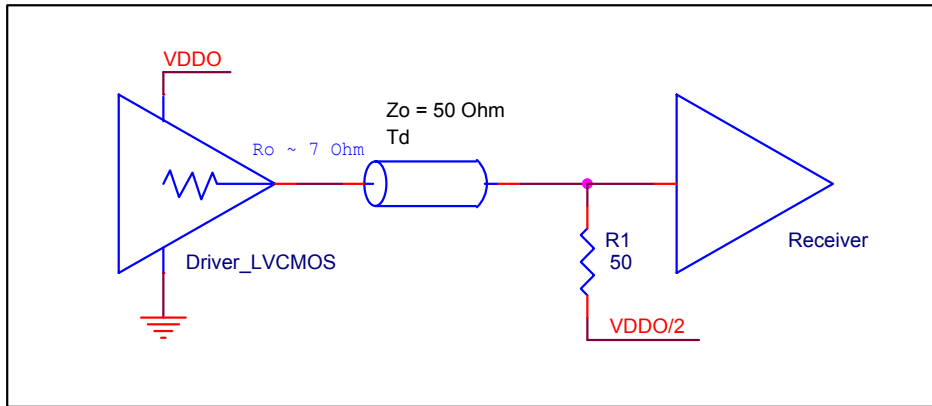 VDDO
Zo = 50 Ohm
Td
Ro ~ 7 Ohm
R1
50
Receiver
Driver_LVCMOS
VDDO/2